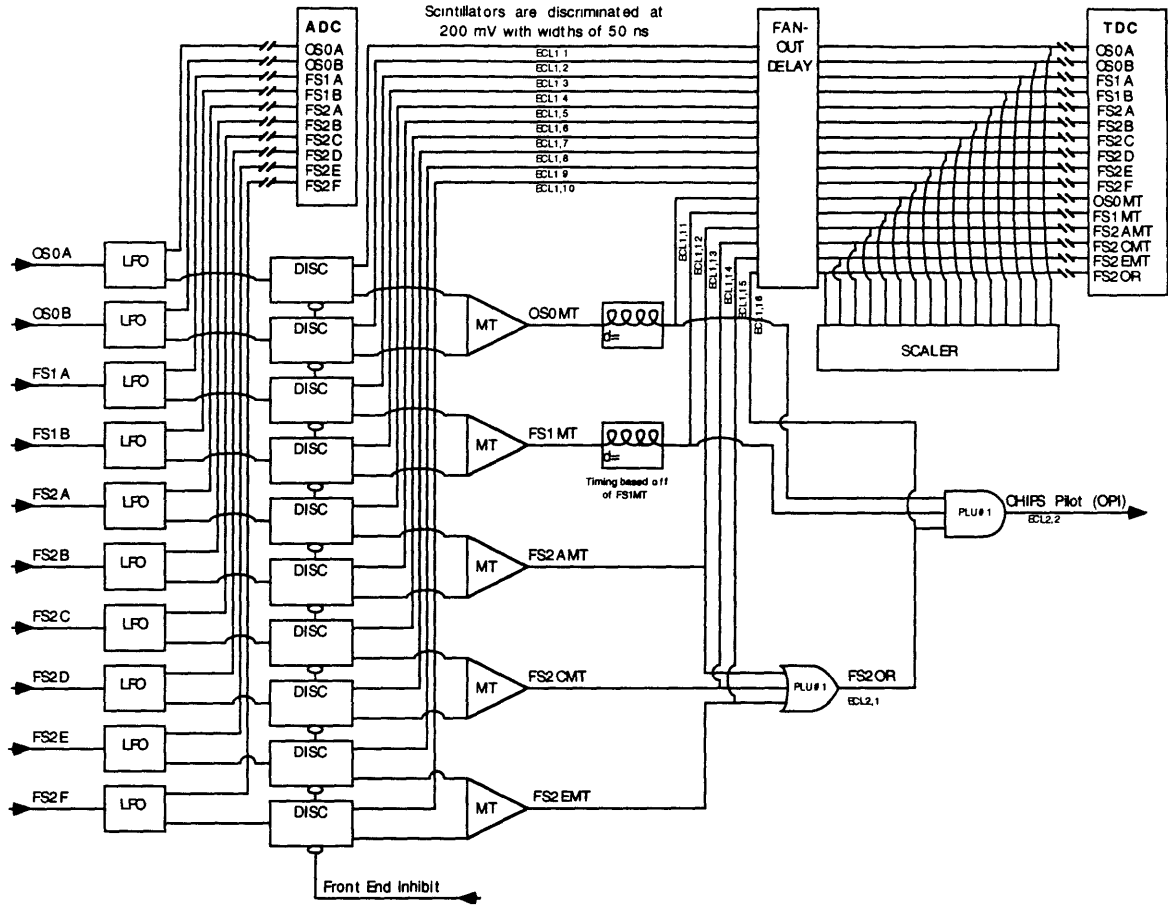 Scintillators are discriminated at
200 mV with widths of 50 ns
ADC
OS0A
OS0B
FS1A
FS1B
FS2A
FS2B
FS2C
FS2D
FS2E
FS2F
ECL1 1
ECL1,2
ECL1 3
ECL1 4
ECL1,5
ECL1,6
ECL1,7
ECL1,8
ECL1 9
ECL1,10
FAN-
OUT
DELAY
TDC
OS0A
OS0B
FS1A
FS1B
FS2A
FS2B
FS2C
FS2D
FS2E
FS2F
OS0MT
FS1MT
FS2AMT
FS2CMT
FS2EMT
FS2OR
ECL1,11
ECL1,12
ECL1,13
ECL1,14
ECL1,15
ECL1,16
SCALER
OS0A
LFO
DISC
OS0B
LFO
DISC
MT
OS0MT
d=
FS1A
LFO
DISC
FS1B
LFO
DISC
MT
FS1MT
d=
Timing based off
of FS1MT
FS2A
LFO
DISC
PLU#1
CHIPS Pilot (OPI)
ECL2,2
FS2B
LFO
DISC
MT
FS2AMT
FS2C
LFO
DISC
FS2D
LFO
DISC
MT
FS2CMT
PLU#1
FS2OR
ECL2,1
FS2E
LFO
DISC
FS2F
LFO
DISC
MT
FS2EMT
Front End Inhibit